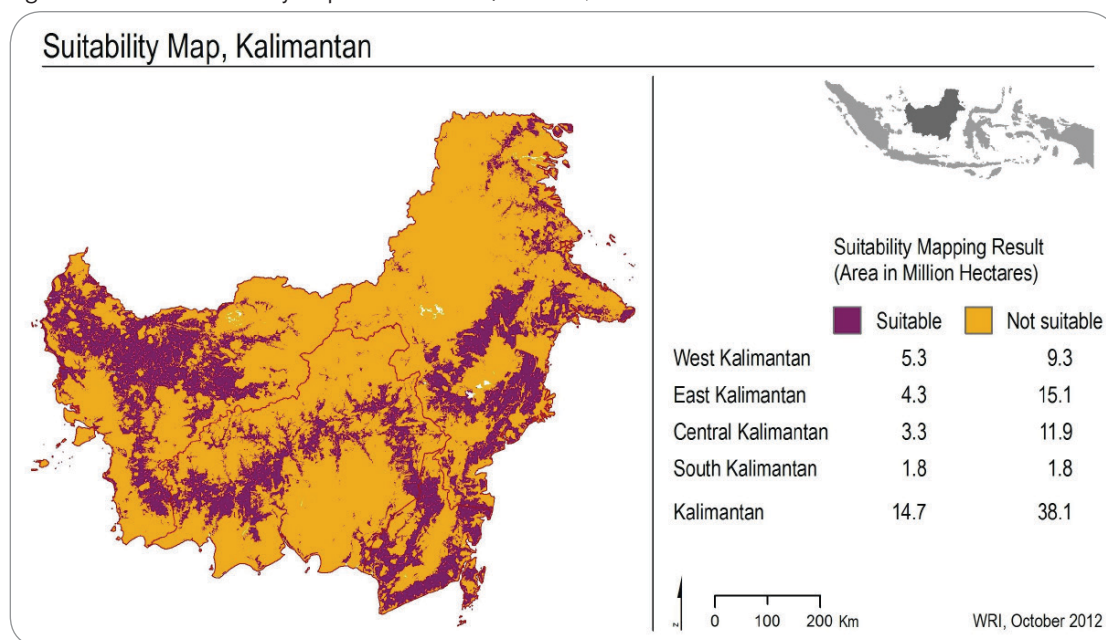 Suitability Map, Kalimantan
Suitability Mapping Result
(Area in Million Hectares)
Suitable Not suitable
West Kalimantan 5.3 9.3
East Kalimantan 4.3 15.1
Central Kalimantan 3.3 11.9
South Kalimantan 1.8 1.8
Kalimantan 14.7 38.1
z 0 100 200 Km
WRI, October 2012